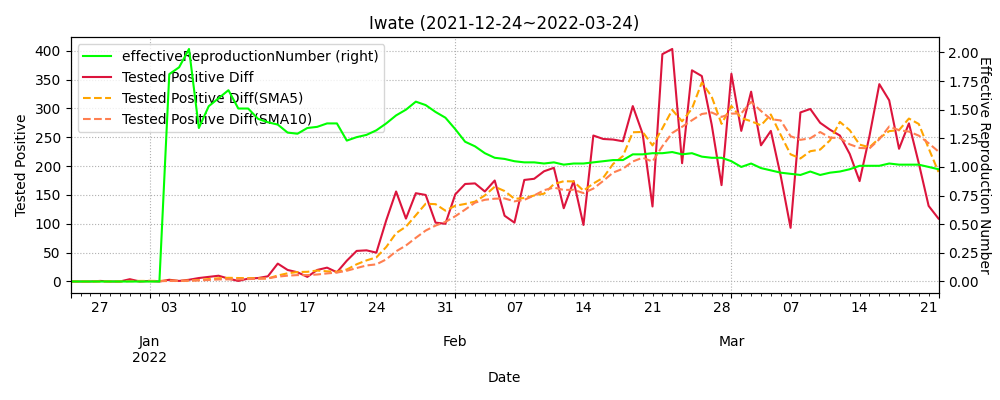 Iwate (2021-12-24~2022-03-24)
effectiveReproductionNumber (right)
Tested Positive Diff
Tested Positive Diff(SMA5)
Tested Positive Diff(SMA10)
Tested Positive
400
350
300
250
200
150
100
50
0
2.00
1.75
1.50
1.25
1.00
0.75
0.50
0.25
0.00
Effective Reproduction Number
27 03 10 17 24 31 07 14 21 28 07 14 21
Jan Feb Mar
2022
Date